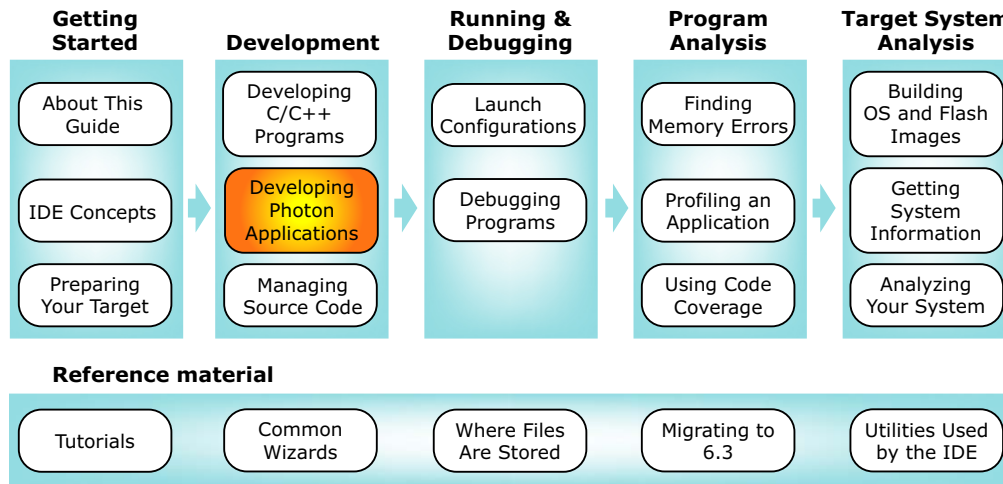 Getting
Started
Development
Running &
Debugging
Program
Analysis
Target System
Analysis
About This
Guide
IDE Concepts
Preparing
Your Target
Developing
C/C++
Programs
Developing
Photon
Applications
Managing
Source Code
Launch
Configurations
Debugging
Programs
Finding
Memory Errors
Profiling an
Application
Using Code
Coverage
Building
OS and Flash
Images
Getting
System
Information
Analyzing
Your System
Reference material
Tutorials
Common
Wizards
Where Files
Are Stored
Migrating to
6.3
Utilities Used
by the IDE